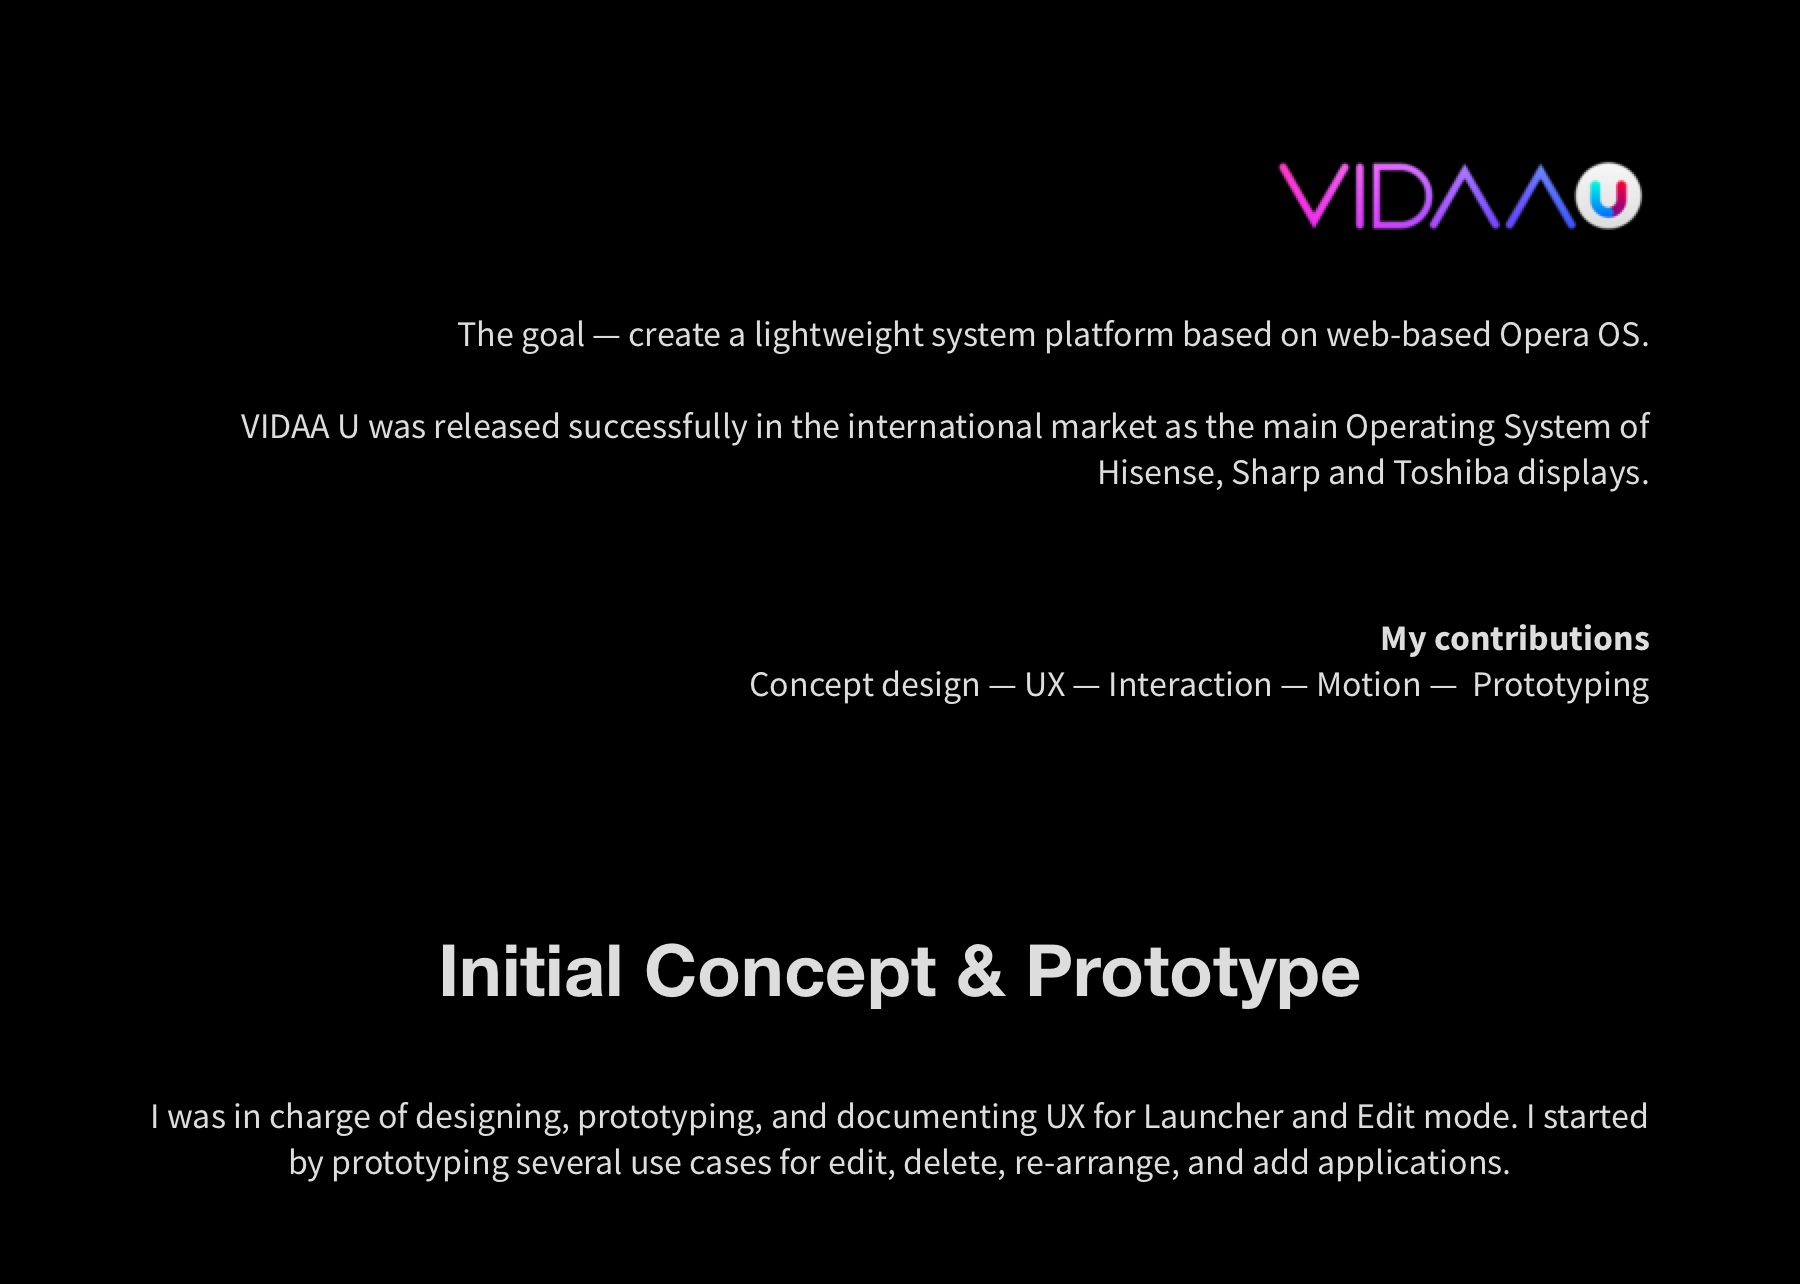 VIDAA U
The goal — create a lightweight system platform based on web-based Opera OS.
VIDAA U was released successfully in the international market as the main Operating System of
Hisense, Sharp and Toshiba displays.
My contributions
Concept design — UX — Interaction — Motion —  Prototyping
Initial Concept & Prototype
I was in charge of designing, prototyping, and documenting UX for Launcher and Edit mode. I started
by prototyping several use cases for edit, delete, re-arrange, and add applications.